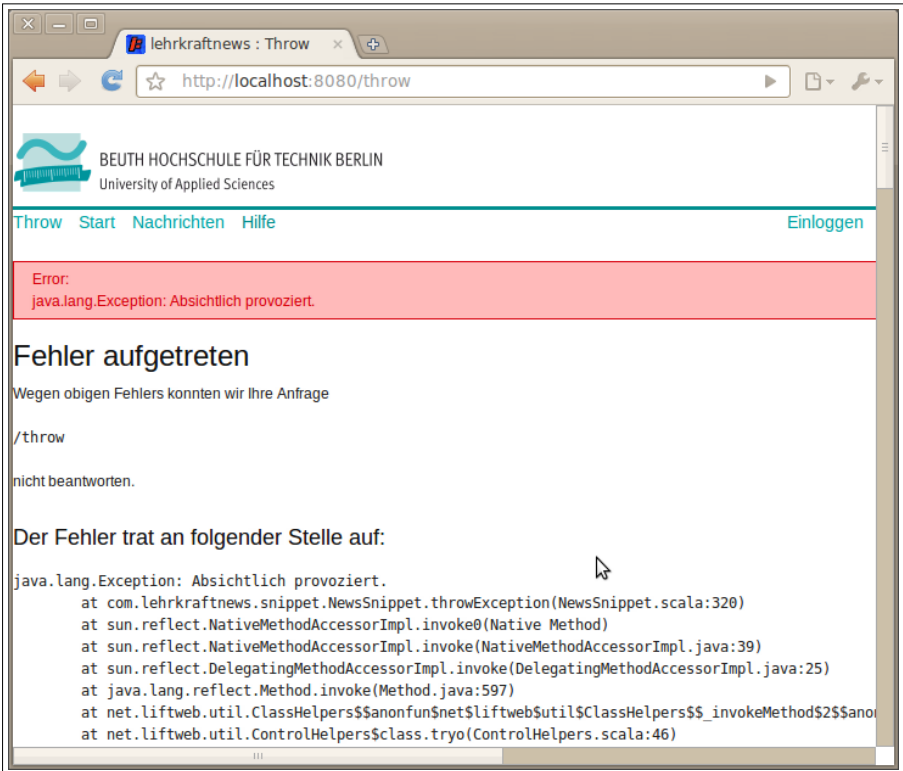 lehrkraftnews : Throw
http://localhost:8080/throw
BEUTH HOCHSCHULE FÜR TECHNIK BERLIN
University of Applied Sciences
Throw Start Nachrichten Hilfe Einloggen
Error:
java.lang.Exception: Absichtlich provoziert.
Fehler aufgetreten
Wegen obigen Fehlers konnten wir Ihre Anfrage
/throw
nicht beantworten.
Der Fehler trat an folgender Stelle auf:
java.lang.Exception: Absichtlich provoziert.
at com.lehrkraftnews.snippet.NewsSnippet.throwException(NewsSnippet.scala:320)
at sun.reflect.NativeMethodAccessorImpl.invoke0(Native Method)
at sun.reflect.NativeMethodAccessorImpl.invoke(NativeMethodAccessorImpl.java:39)
at sun.reflect.DelegatingMethodAccessorImpl.invoke(DelegatingMethodAccessorImpl.java:25)
at java.lang.reflect.Method.invoke(Method.java:597)
at net.liftweb.util.ClassHelpers$$anonfun$net$liftweb$util$ClassHelpers$$_invokeMethod$2$$anon
at net.liftweb.util.ControlHelpers$class.tryo(ControlHelpers.scala:46)